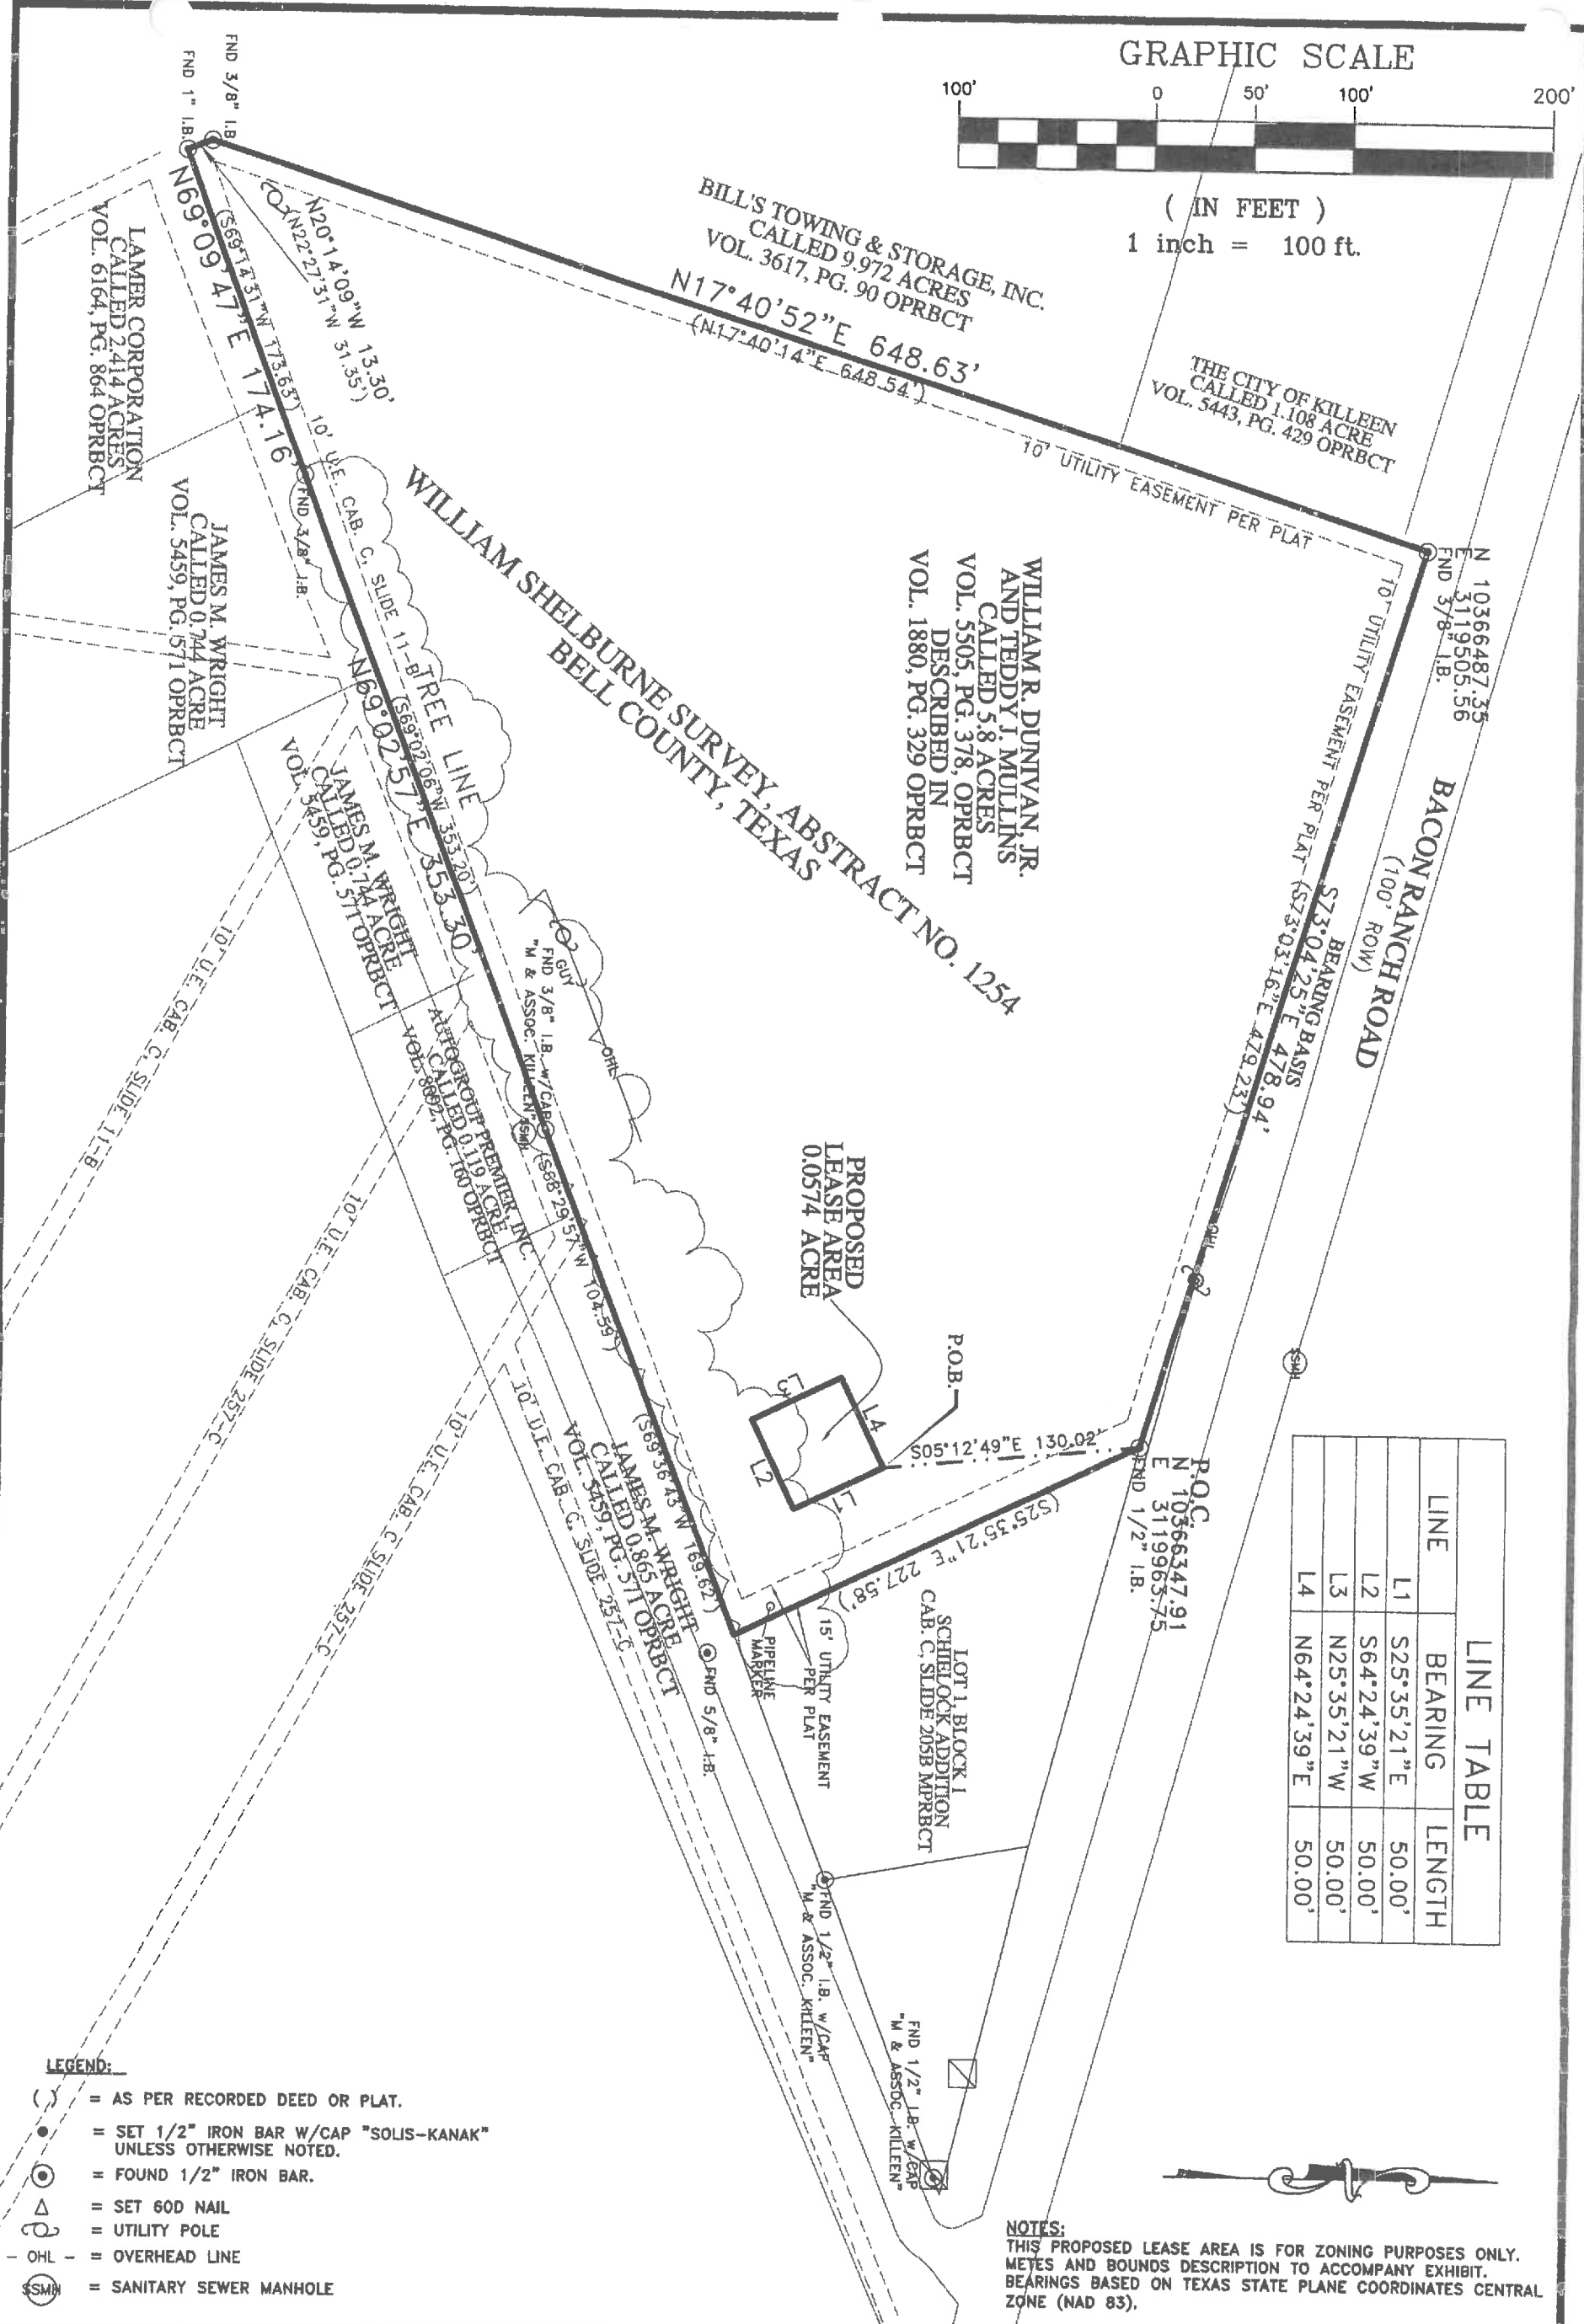 GRAPHIC SCALE
100'
0
50'
100'
200'
( IN FEET )
1 inch = 100 ft.
FND 3/8" I.B.
FND 1" I.B.
N69°09'47"E 174.16'
(S69°14'31"W 173.63')
N20°14'09"W 13.30'
(N22°27'31"W 31.35')
BILL'S TOWING & STORAGE, INC.
CALLED 9.972 ACRES
VOL. 3617, PG. 90 OPRBCT
N17°40'52"E 648.63'
(N17°40'14"E 648.54')
THE CITY OF KILLEEN
CALLED 1.108 ACRE
VOL. 5443, PG. 429 OPRBCT
10' UTILITY EASEMENT PER PLAT
N 10366487.35
E 3119505.56
FND 3/8" I.B.
10' UTILITY EASEMENT PER PLAT
BACON RANCH ROAD
(100' ROW)
BEARING BASIS
S73°04'25"E 478.94'
(S73°03'16"E 479.23')
LAMER CORPORATION
CALLED 2.414 ACRES
VOL. 6164, PG. 864 OPRBCT
10' U.E. CAB. C, SLIDE 11-B
FND 3/8" I.B.
WILLIAM SHELBURNE SURVEY, ABSTRACT NO. 1254
BELL COUNTY, TEXAS
WILLIAM R. DUNIVAN, JR.
AND TEDDY J. MULLINS
CALLED 5.8 ACRES
VOL. 5505, PG. 378, OPRBCT
DESCRIBED IN
VOL. 1880, PG. 329 OPRBCT
JAMES M. WRIGHT
CALLED 0.744 ACRE
VOL. 5459, PG. 571 OPRBCT
TREE LINE
N69°02'57"E 353.30'
(S69°02'06"W 353.20')
JAMES M. WRIGHT
CALLED 0.744 ACRE
VOL. 5459, PG. 571 OPRBCT
GUY
OHL
FND 3/8" I.B. w/CAP
"M & ASSOC. KILLEEN"
SSMH
AUTOGROUP PREMIER, INC.
CALLED 0.119 ACRE
VOL. 8092, PG. 160 OPRBCT
(S68°29'57"W 104.59')
10' U.E. CAB. C, SLIDE 11-B
10' U.E. CAB. C, SLIDE 257-C
10' U.E. CAB. C SLIDE 257-C
10' U.E. CAB. C, SLIDE 257-C
PROPOSED
LEASE AREA
0.0574 ACRE
P.O.B.
L3
L4
L2
L1
S05°12'49"E 130.02'
OHL
SSMH
P.O.C.
N 10366347.91
E 3119963.75
FND 1/2" I.B.
(S25°35'21"E 227.58')
(S69°36'43"W 169.62')
JAMES M. WRIGHT
CALLED 0.865 ACRE
VOL. 5459, PG. 571 OPRBCT
PIPELINE
MARKER
15' UTILITY EASEMENT
PER PLAT
FND 5/8" I.B.
LOT 1, BLOCK 1
SCHIELOCK ADDITION
CAB. C, SLIDE 205B MPRBCT
FND 1/2" I.B. w/CAP
"M & ASSOC. KILLEEN"
FND 1/2" I.B. w/CAP
"M & ASSOC. KILLEEN"
LINE TABLE
LINE BEARING LENGTH
L1 S25°35'21"E 50.00'
L2 S64°24'39"W 50.00'
L3 N25°35'21"W 50.00'
L4 N64°24'39"E 50.00'
LEGEND:
( ) = AS PER RECORDED DEED OR PLAT.
= SET 1/2" IRON BAR W/CAP "SOLIS-KANAK"
UNLESS OTHERWISE NOTED.
= FOUND 1/2" IRON BAR.
= SET 60D NAIL
= UTILITY POLE
- OHL - = OVERHEAD LINE
SSMH = SANITARY SEWER MANHOLE
NOTES:
THIS PROPOSED LEASE AREA IS FOR ZONING PURPOSES ONLY.
METES AND BOUNDS DESCRIPTION TO ACCOMPANY EXHIBIT.
BEARINGS BASED ON TEXAS STATE PLANE COORDINATES CENTRAL
ZONE (NAD 83).